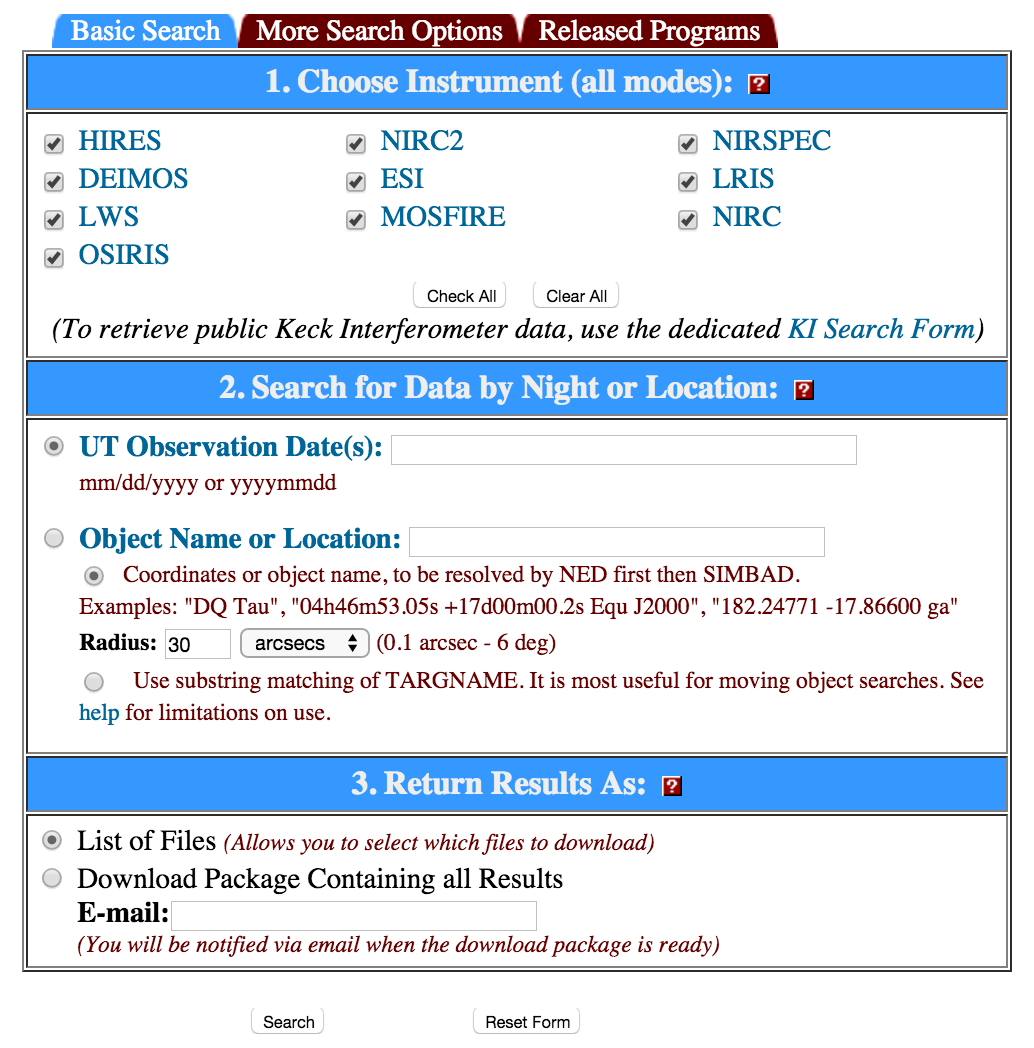 Basic Search More Search Options Released Programs
1. Choose Instrument (all modes): ?
HIRES NIRC2 NIRSPEC
DEIMOS ESI LRIS
LWS MOSFIRE NIRC
OSIRIS
Check All Clear All
(To retrieve public Keck Interferometer data, use the dedicated KI Search Form)
2. Search for Data by Night or Location: ?
UT Observation Date(s):
mm/dd/yyyy or yyyymmdd
Object Name or Location:
Coordinates or object name, to be resolved by NED first then SIMBAD.
Examples: "DQ Tau", "04h46m53.05s +17d00m00.2s Equ J2000", "182.24771 -17.86600 ga"
Radius: 30 arcsecs (0.1 arcsec - 6 deg)
Use substring matching of TARGNAME. It is most useful for moving object searches. See
help for limitations on use.
3. Return Results As: ?
List of Files (Allows you to select which files to download)
Download Package Containing all Results
E-mail:
(You will be notified via email when the download package is ready)
Search Reset Form